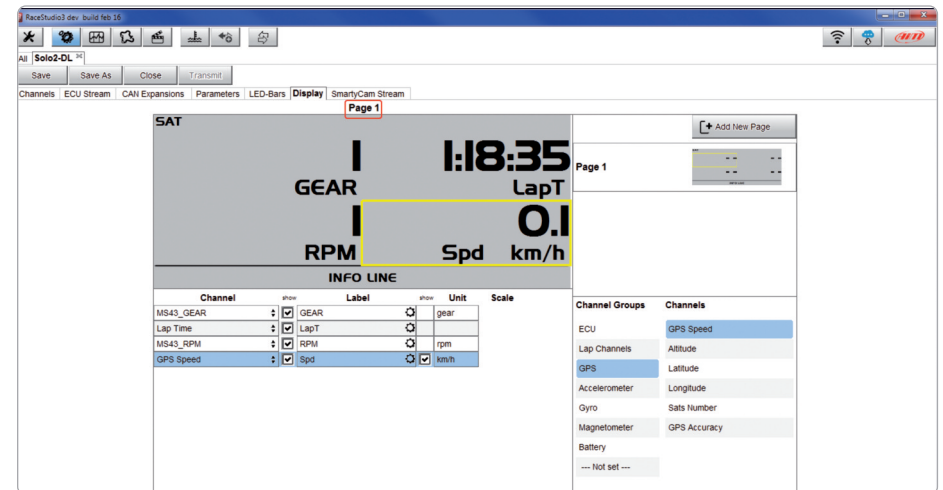 RaceStudio3 dev build feb 16
AIM
All Solo2-DL
Save Save As Close Transmit
Channels ECU Stream CAN Expansions Parameters LED-Bars Display SmartyCam Stream
Page 1
SAT
1 1:18:35
GEAR LapT
1 0.1
RPM Spd km/h
INFO LINE
Add New Page
Page 1
Channel show Label show Unit Scale
MS43_GEAR GEAR gear
Lap Time LapT
MS43_RPM RPM rpm
GPS Speed Spd km/h
Channel Groups Channels
ECU GPS Speed
Lap Channels Altitude
GPS Latitude
Accelerometer Longitude
Gyro Sats Number
Magnetometer GPS Accuracy
Battery
--- Not set ---